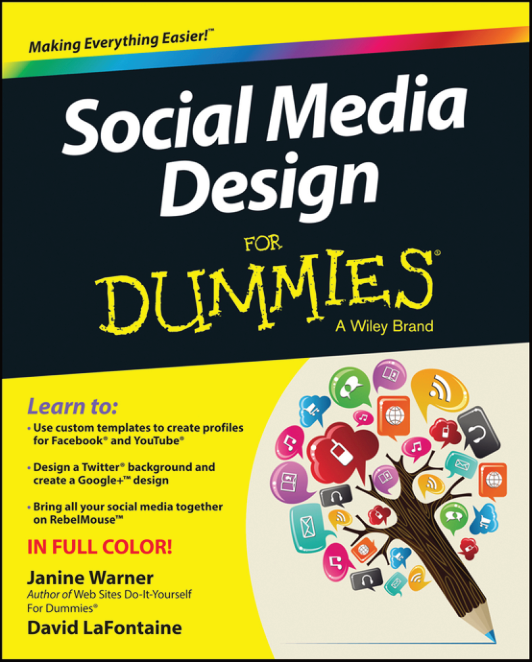 Making Everything Easier!™
Social Media
Design
FOR
DUMMIES®
A Wiley Brand
Learn to:
• Use custom templates to create profiles
for Facebook® and YouTube®
• Design a Twitter® background and
create a Google+™ design
• Bring all your social media together
on RebelMouse™
IN FULL COLOR!
Janine Warner
Author of Web Sites Do-It-Yourself
For Dummies®
David LaFontaine